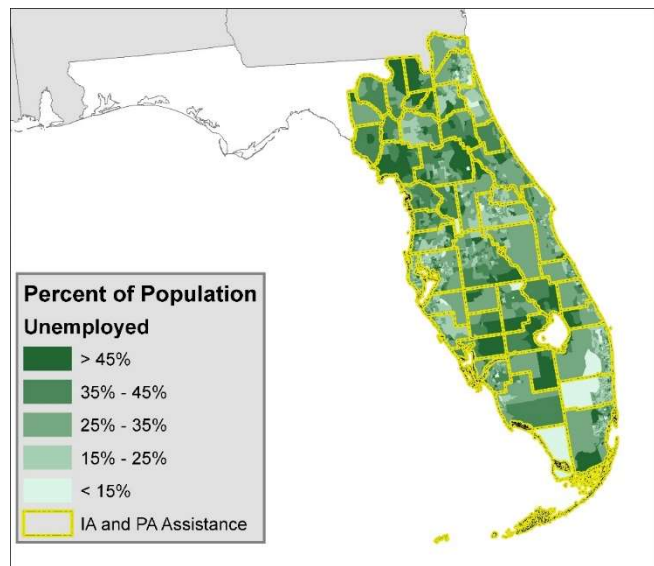 Percent of Population
Unemployed
> 45%
35% - 45%
25% - 35%
15% - 25%
< 15%
IA and PA Assistance